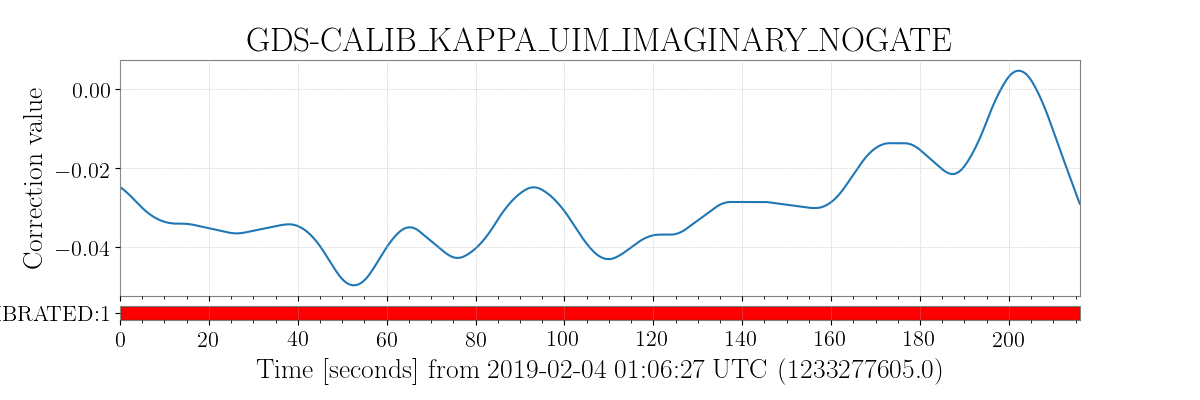 GDS-CALIB_KAPPA_UIM_IMAGINARY_NOGATE
Correction value
0.00
−0.02
−0.04
IBRATED:1
0 20 40 60 80 100 120 140 160 180 200
Time [seconds] from 2019-02-04 01:06:27 UTC (1233277605.0)